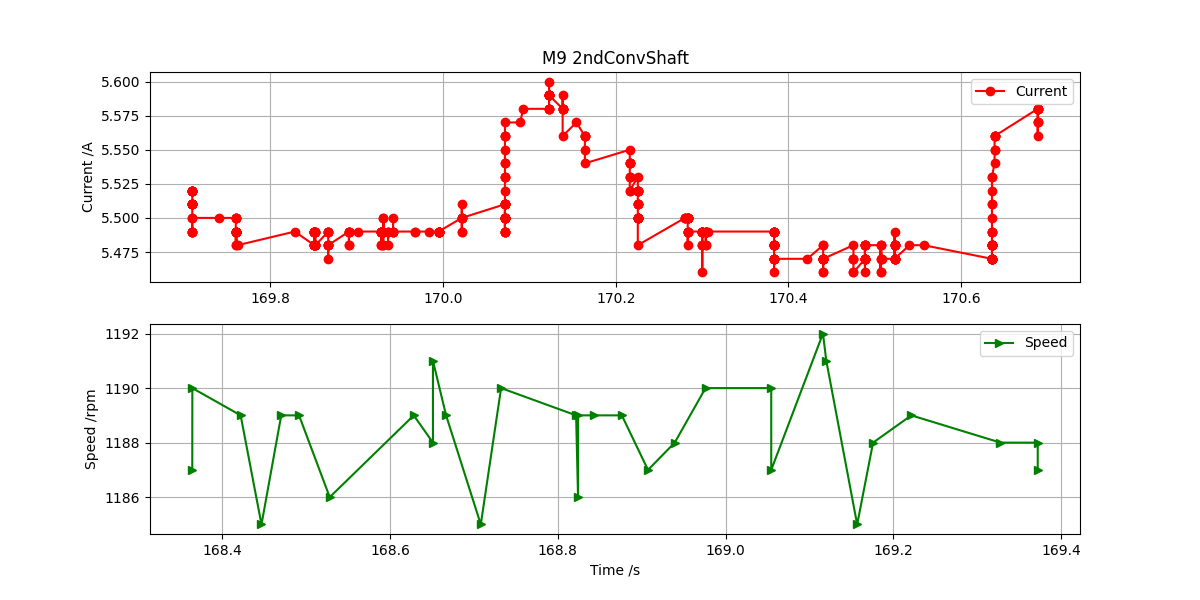 M9 2ndConvShaft
5.600
5.575
5.550
5.525
5.500
5.475
Current /A
Current
169.8 170.0 170.2 170.4 170.6
1192
1190
1188
1186
Speed /rpm
Speed
168.4 168.6 168.8 169.0 169.2 169.4
Time /s